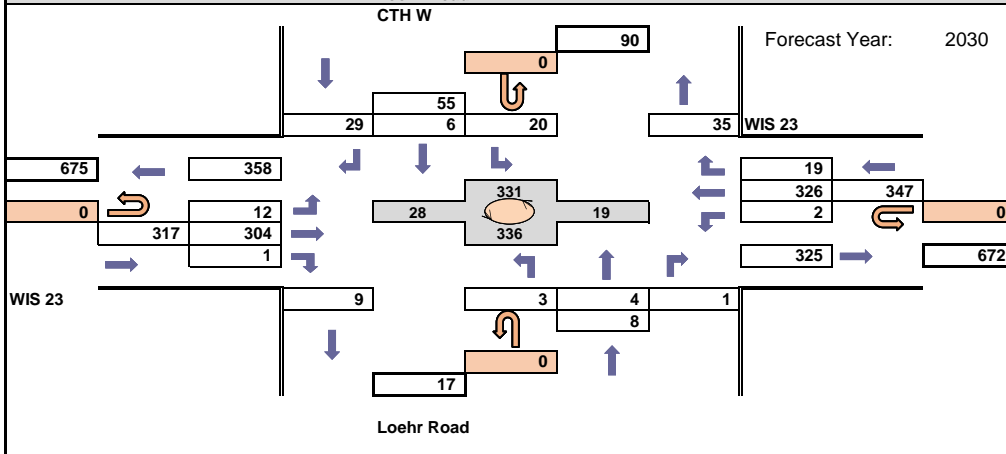 CTH W
90
Forecast Year: 2030
0
55
29 6 20 35 WIS 23
675 358 19
331 326 347
0 12 28 19 2 0
317 304 336
1 325 672
WIS 23 9 3 4 1
8
0
17
Loehr Road